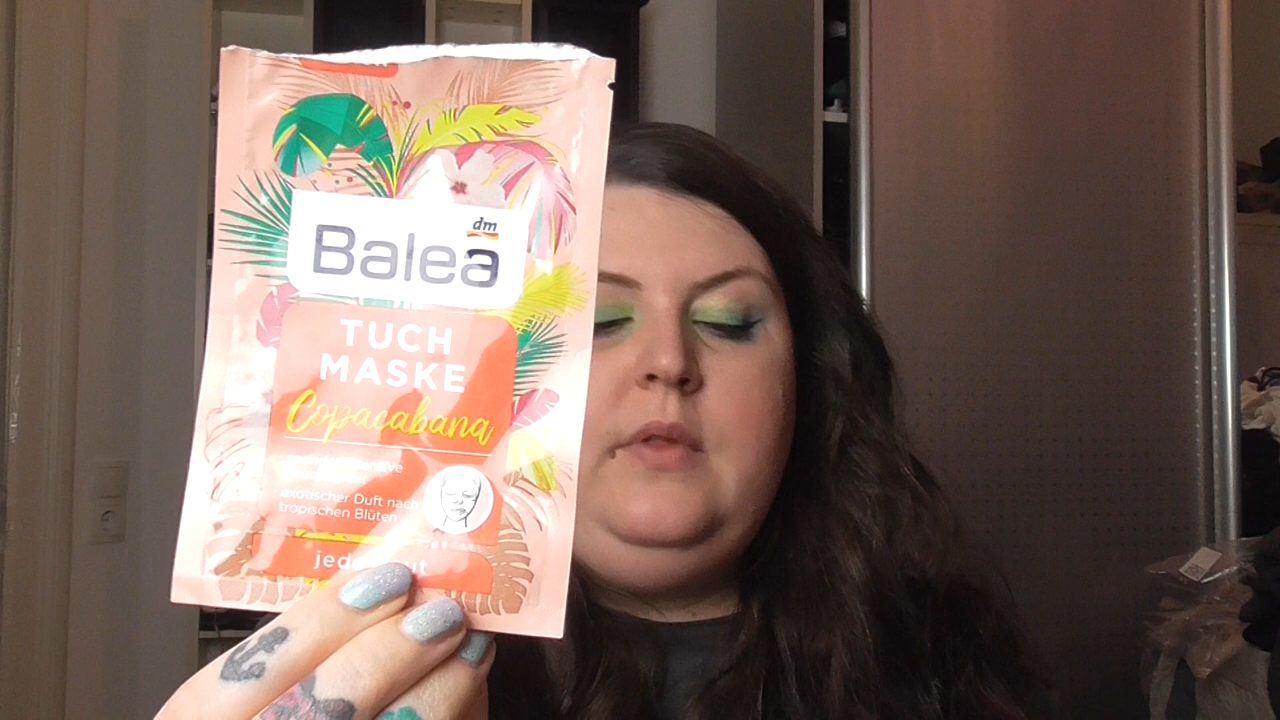 dm
Balea
TUCH
MASKE
Copacabana
exotischer Duft nach
tropischen Blüten